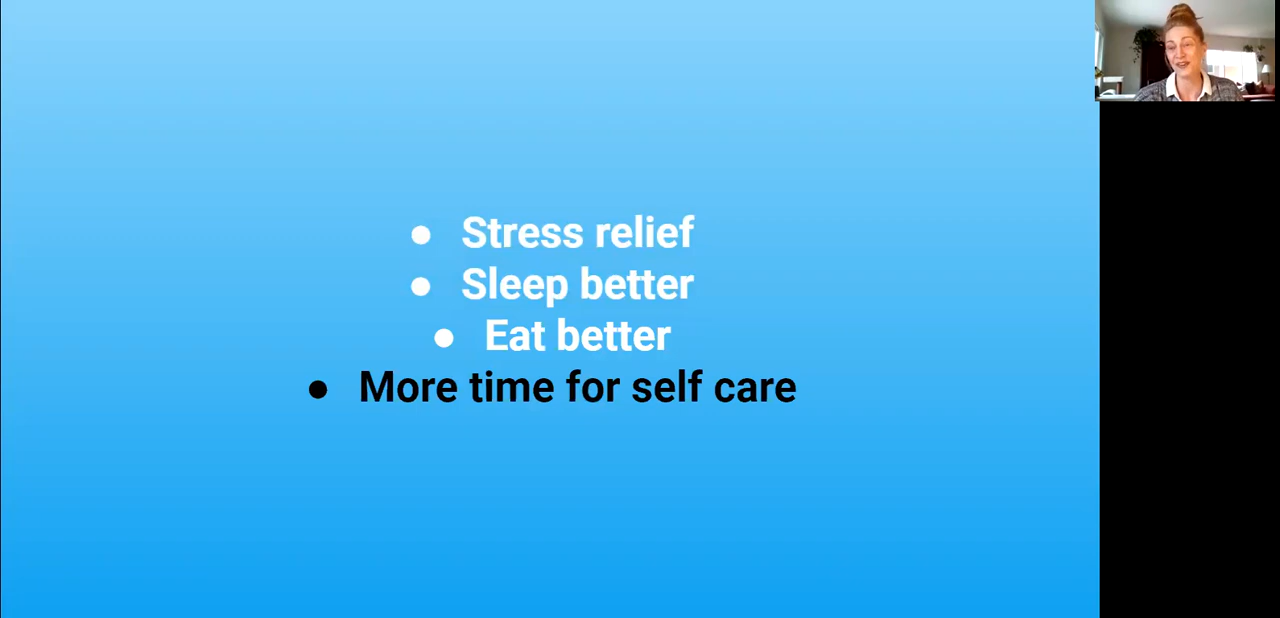 ● Stress relief
● Sleep better
● Eat better
● More time for self care